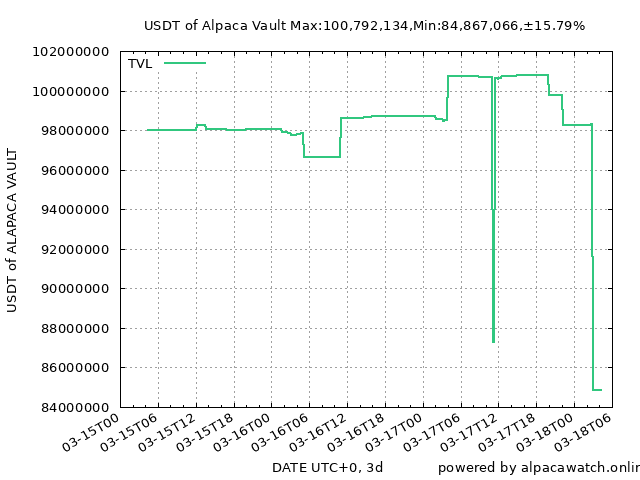 USDT of Alpaca Vault Max:100,792,134,Min:84,867,066,±15.79%
TVL
102000000
100000000
98000000
96000000
94000000
92000000
90000000
88000000
86000000
84000000
USDT of ALAPACA VAULT
03-15T00
03-15T06
03-15T12
03-15T18
03-16T00
03-16T06
03-16T12
03-16T18
03-17T00
03-17T06
03-17T12
03-17T18
03-18T00
03-18T06
DATE UTC+0, 3d
powered by alpacawatch.onlin